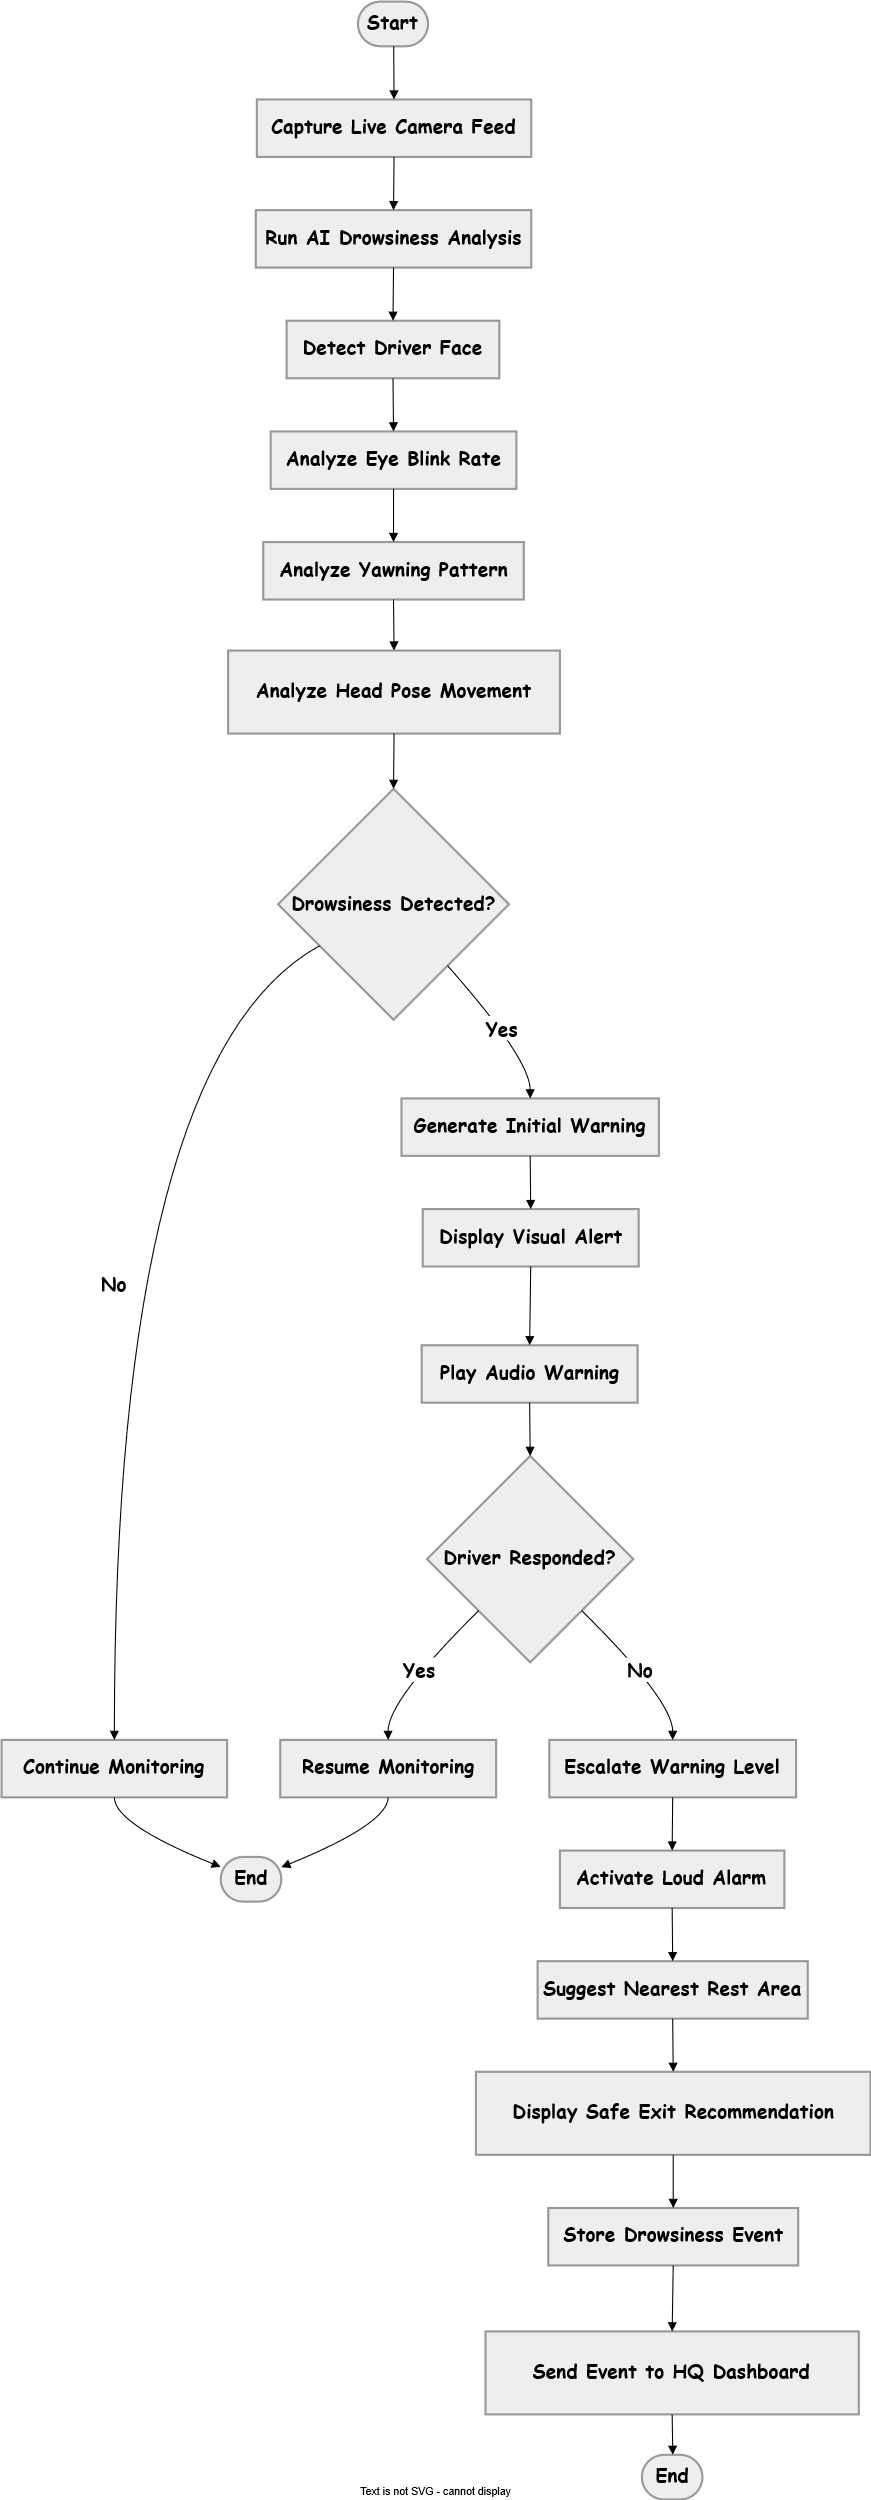 Start
Capture Live Camera Feed
Run AI Drowsiness Analysis
Detect Driver Face
Analyze Eye Blink Rate
Analyze Yawning Pattern
Analyze Head Pose Movement
Drowsiness Detected?
Yes
Generate Initial Warning
Display Visual Alert
No
Play Audio Warning
Driver Responded?
Yes
No
Continue Monitoring
Resume Monitoring
Escalate Warning Level
End
Activate Loud Alarm
Suggest Nearest Rest Area
Display Safe Exit Recommendation
Store Drowsiness Event
Send Event to HQ Dashboard
End
Text is not SVG - cannot display